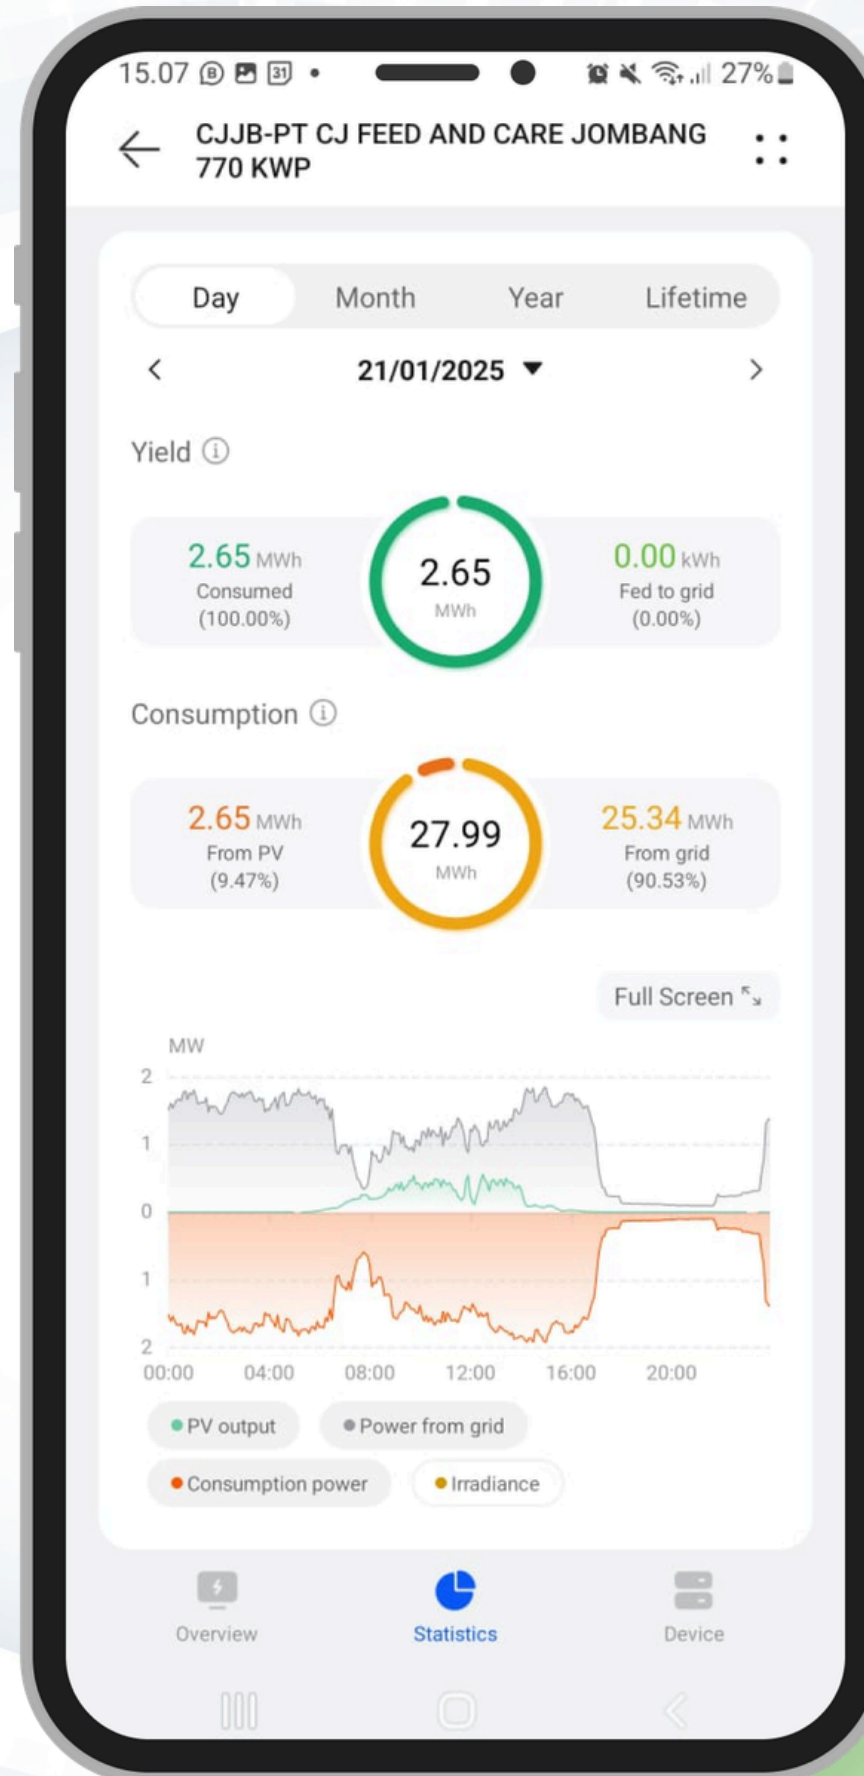 15.07
31
27%
CJJB-PT CJ FEED AND CARE JOMBANG
770 KWP
Day Month Year Lifetime
21/01/2025
Yield
2.65 MWh
Consumed
(100.00%)
2.65
MWh
0.00 kWh
Fed to grid
(0.00%)
Consumption
2.65 MWh
From PV
(9.47%)
27.99
MWh
25.34 MWh
From grid
(90.53%)
Full Screen
MW
2
1
0
1
2
00:00 04:00 08:00 12:00 16:00 20:00
PV output Power from grid
Consumption power Irradiance
Overview Statistics Device